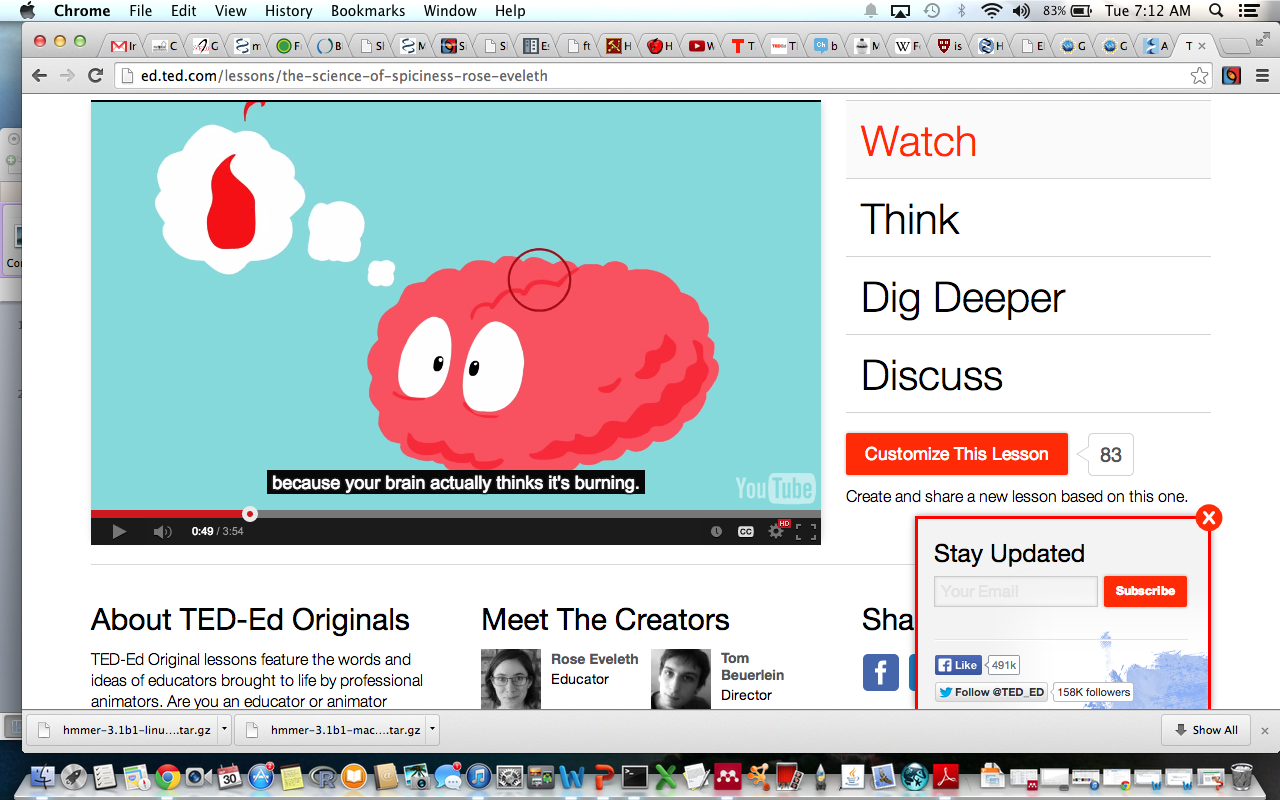 Chrome File Edit View History Bookmarks Window Help 83% Tue 7:12 AM
ed.ted.com/lessons/the-science-of-spiciness-rose-eveleth
because your brain actually thinks it's burning.
YouTube
0:49 / 3:54
CC
HD
Watch
Think
Dig Deeper
Discuss
Customize This Lesson 83
Create and share a new lesson based on this one.
Stay Updated
Your Email Subscribe
Like 491k
Follow @TED_ED 158K followers
About TED-Ed Originals
TED-Ed Original lessons feature the words and
ideas of educators brought to life by professional
animators. Are you an educator or animator
Meet The Creators
Rose Eveleth
Educator
Tom
Beuerlein
Director
Sha
hmmer-3.1b1-linu....tar.gz hmmer-3.1b1-mac....tar.gz Show All